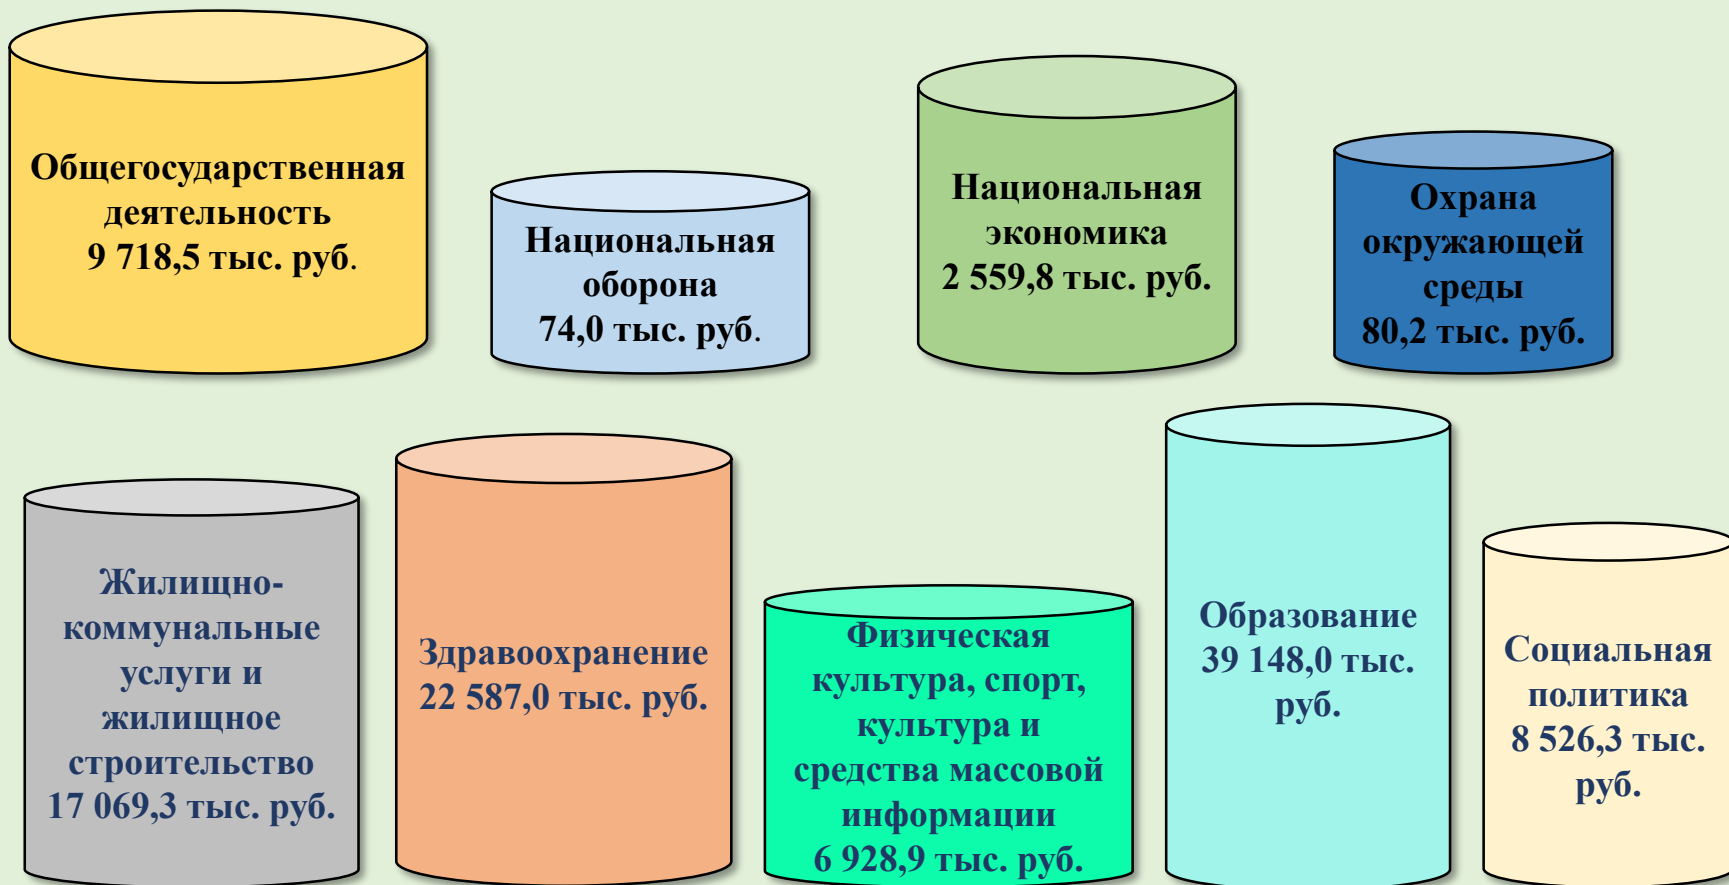 Общегосударственная
деятельность
9 718,5 тыс. руб.
Национальная
оборона
74,0 тыс. руб.
Национальная
экономика
2 559,8 тыс. руб.
Охрана
окружающей
среды
80,2 тыс. руб.
Жилищно-
коммунальные
услуги и
жилищное
строительство
17 069,3 тыс. руб.
Здравоохранение
22 587,0 тыс. руб.
Физическая
культура, спорт,
культура и
средства массовой
информации
6 928,9 тыс. руб.
Образование
39 148,0 тыс.
руб.
Социальная
политика
8 526,3 тыс.
руб.